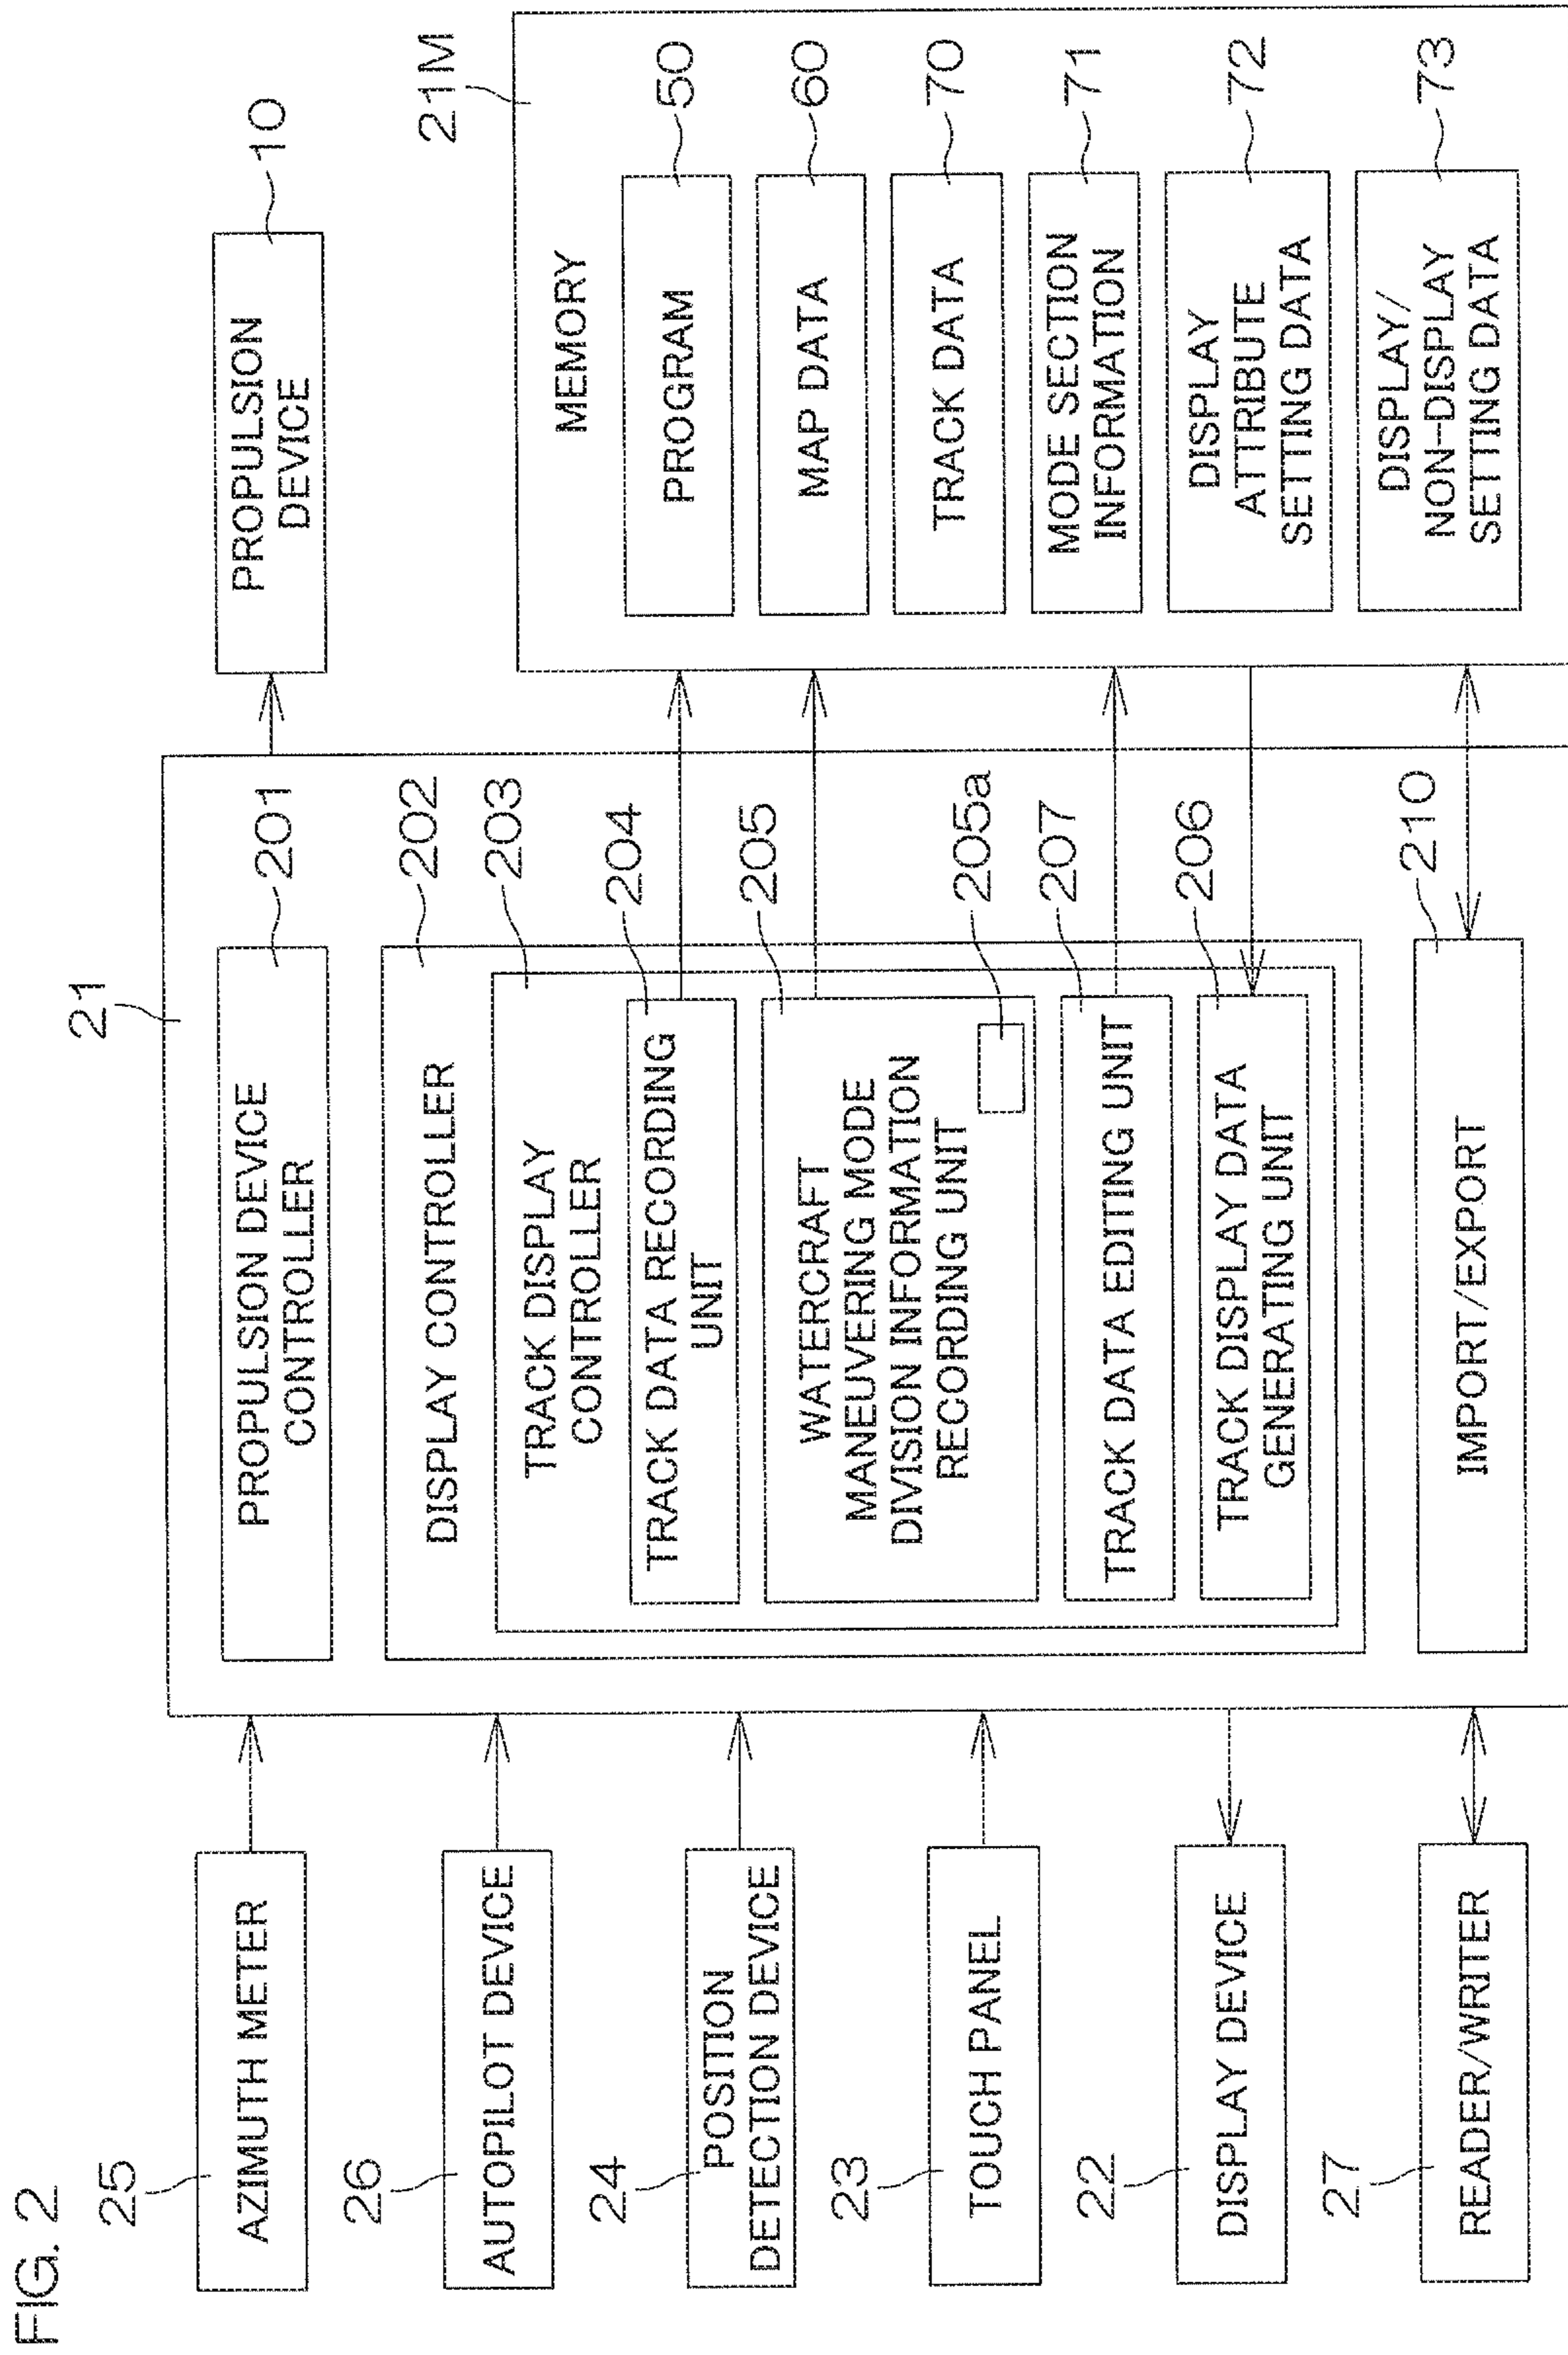 FIG. 2
25
AZIMUTH METER
26
AUTOPILOT DEVICE
24
POSITION
DETECTION DEVICE
23
TOUCH PANEL
22
DISPLAY DEVICE
27
READER/WRITER
21
201
PROPULSION DEVICE
CONTROLLER
202
DISPLAY CONTROLLER
203
TRACK DISPLAY
CONTROLLER
204
TRACK DATA RECORDING
UNIT
205
WATERCRAFT
MANEUVERING MODE
DIVISION INFORMATION
RECORDING UNIT
205a
207
TRACK DATA EDITING UNIT
206
TRACK DISPLAY DATA
GENERATING UNIT
210
IMPORT/EXPORT
10
PROPULSION
DEVICE
21M
MEMORY
50
PROGRAM
60
MAP DATA
70
TRACK DATA
71
MODE SECTION
INFORMATION
72
DISPLAY
ATTRIBUTE
SETTING DATA
73
DISPLAY/
NON-DISPLAY
SETTING DATA